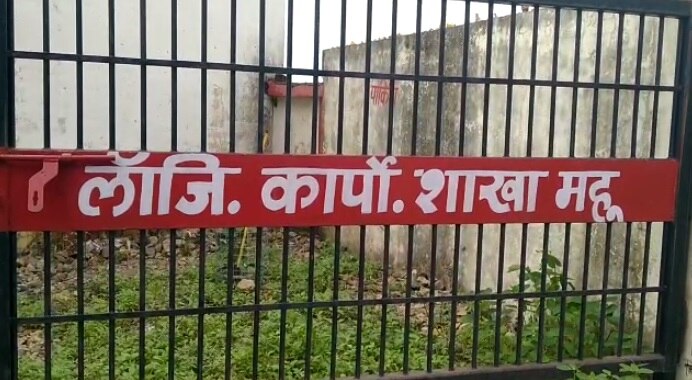 पार्किंग
लॉजि. कार्पो. शाखा महू